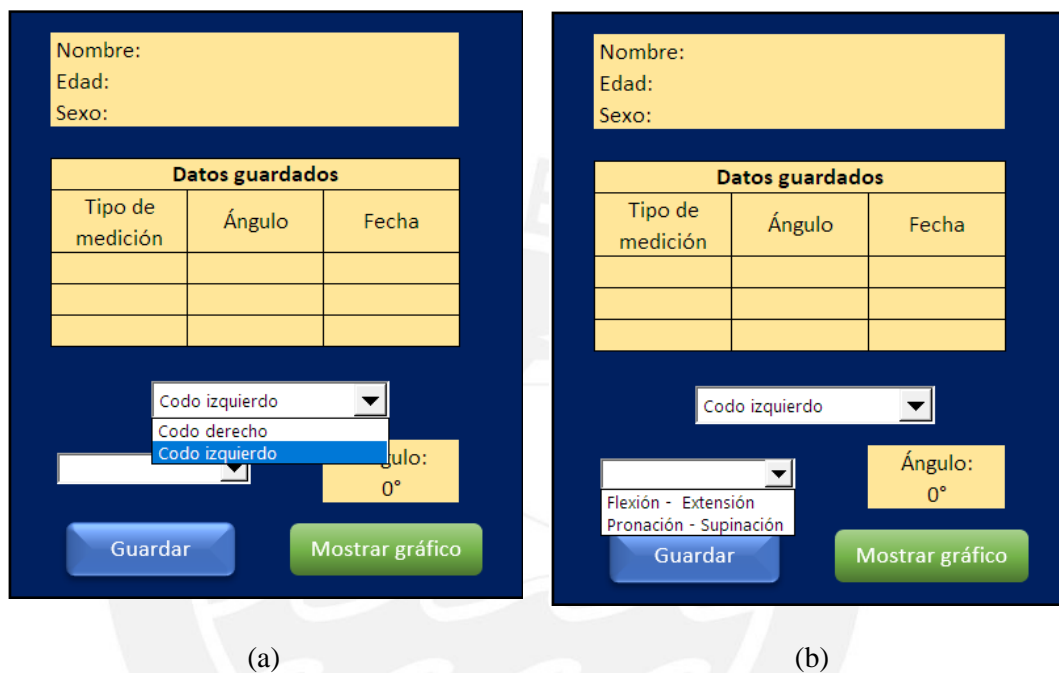 Nombre:
Edad:
Sexo:
Datos guardados
Tipo de
medición
Ángulo
Fecha
Codo izquierdo
Codo derecho
Codo izquierdo
gulo:
0°
Guardar
Mostrar gráfico
(a)
Nombre:
Edad:
Sexo:
Datos guardados
Tipo de
medición
Ángulo
Fecha
Codo izquierdo
Flexión - Extensión
Pronación - Supinación
Ángulo:
0°
Guardar
Mostrar gráfico
(b)